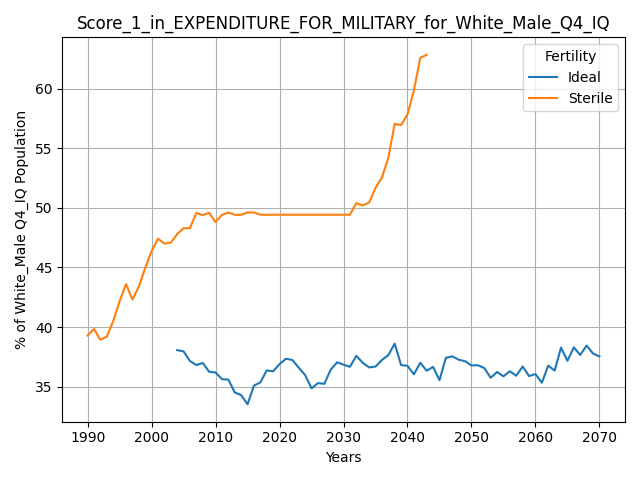 Score_1_in_EXPENDITURE_FOR_MILITARY_for_White_Male_Q4_IQ
Fertility
Ideal
Sterile
% of White_Male Q4_IQ Population
60
55
50
45
40
35
1990 2000 2010 2020 2030 2040 2050 2060 2070
Years